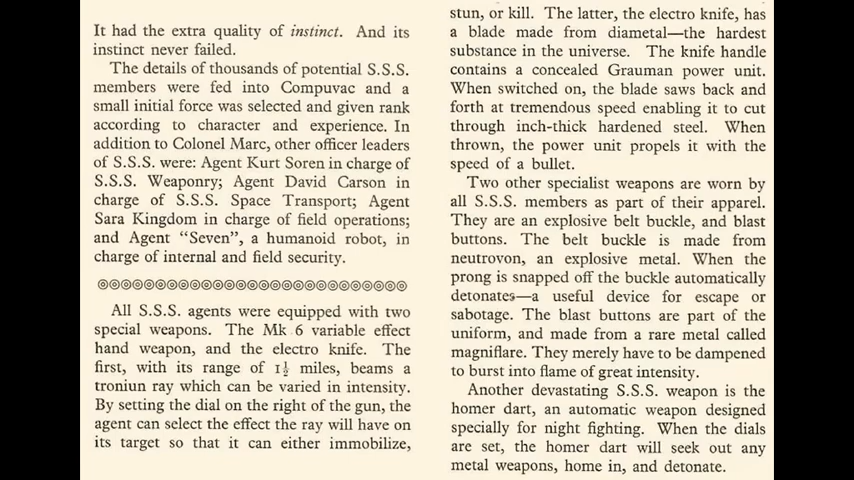 It had the extra quality of instinct. And its
instinct never failed.
The details of thousands of potential S.S.S.
members were fed into Compuvac and a
small initial force was selected and given rank
according to character and experience. In
addition to Colonel Marc, other officer leaders
of S.S.S. were: Agent Kurt Soren in charge of
S.S.S. Weaponry; Agent David Carson in
charge of S.S.S. Space Transport; Agent
Sara Kingdom in charge of field operations;
and Agent “Seven”, a humanoid robot, in
charge of internal and field security.
All S.S.S. agents were equipped with two
special weapons. The Mk 6 variable effect
hand weapon, and the electro knife. The
first, with its range of 1½ miles, beams a
troniun ray which can be varied in intensity.
By setting the dial on the right of the gun, the
agent can select the effect the ray will have on
its target so that it can either immobilize,
stun, or kill. The latter, the electro knife, has
a blade made from diametal—the hardest
substance in the universe. The knife handle
contains a concealed Grauman power unit.
When switched on, the blade saws back and
forth at tremendous speed enabling it to cut
through inch-thick hardened steel. When
thrown, the power unit propels it with the
speed of a bullet.
Two other specialist weapons are worn by
all S.S.S. members as part of their apparel.
They are an explosive belt buckle, and blast
buttons. The belt buckle is made from
neutrovon, an explosive metal. When the
prong is snapped off the buckle automatically
detonates—a useful device for escape or
sabotage. The blast buttons are part of the
uniform, and made from a rare metal called
magniflare. They merely have to be dampened
to burst into flame of great intensity.
Another devastating S.S.S. weapon is the
homer dart, an automatic weapon designed
specially for night fighting. When the dials
are set, the homer dart will seek out any
metal weapons, home in, and detonate.